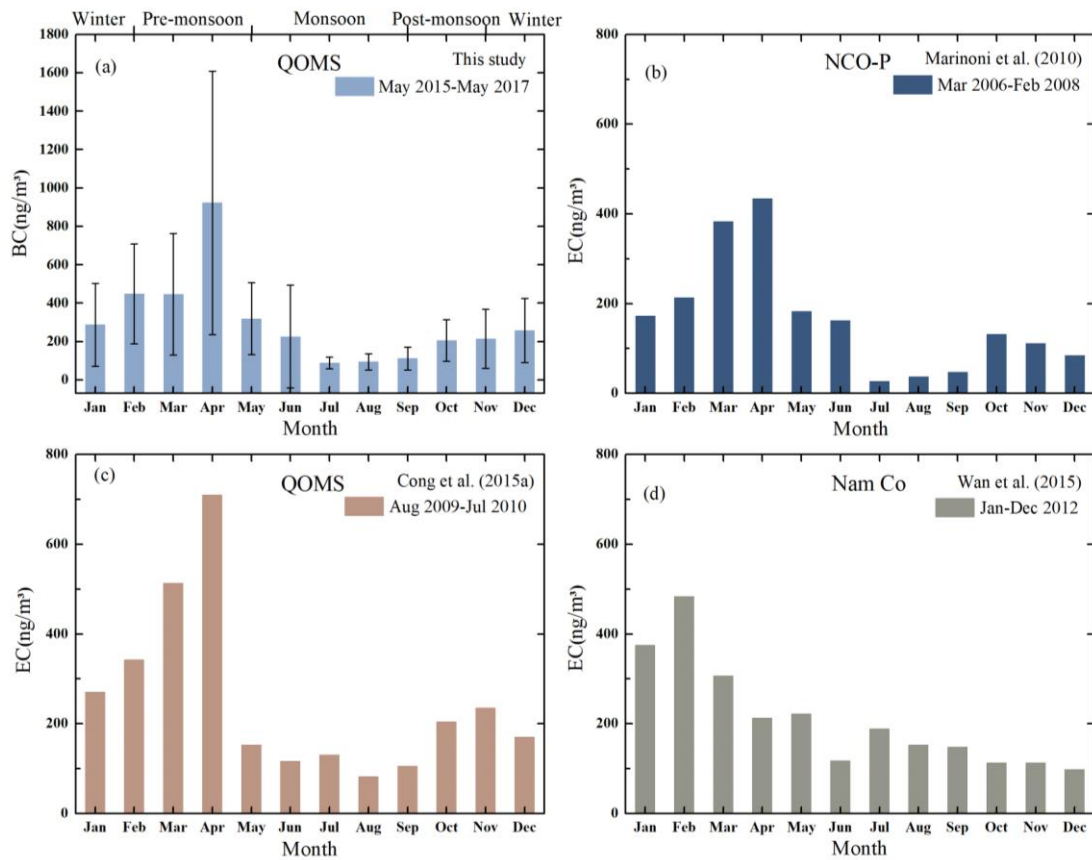 Winter Pre-monsoon Monsoon Post-monsoon Winter
(a) QOMS This study
May 2015-May 2017
BC(ng/m³)
1800
1600
1400
1200
1000
800
600
400
200
0
Jan Feb Mar Apr May Jun Jul Aug Sep Oct Nov Dec
Month
(b) NCO-P Marinoni et al. (2010)
Mar 2006-Feb 2008
EC(ng/m³)
800
600
400
200
0
Jan Feb Mar Apr May Jun Jul Aug Sep Oct Nov Dec
Month
(c) QOMS Cong et al. (2015a)
Aug 2009-Jul 2010
EC(ng/m³)
800
600
400
200
0
Jan Feb Mar Apr May Jun Jul Aug Sep Oct Nov Dec
Month
(d) Nam Co Wan et al. (2015)
Jan-Dec 2012
EC(ng/m³)
800
600
400
200
0
Jan Feb Mar Apr May Jun Jul Aug Sep Oct Nov Dec
Month